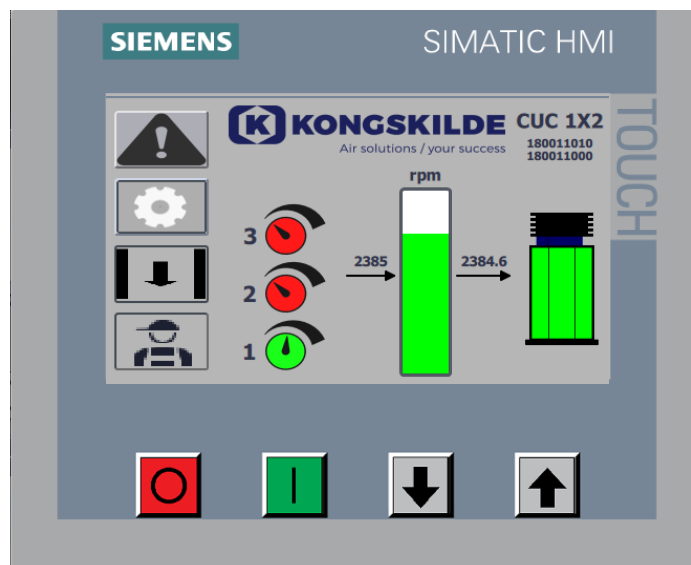 SIEMENS
SIMATIC HMI
TOUCH
K KONGSKILDE
Air solutions / your success
CUC 1X2
180011010
180011000
rpm
3
2385
2384.6
2
1